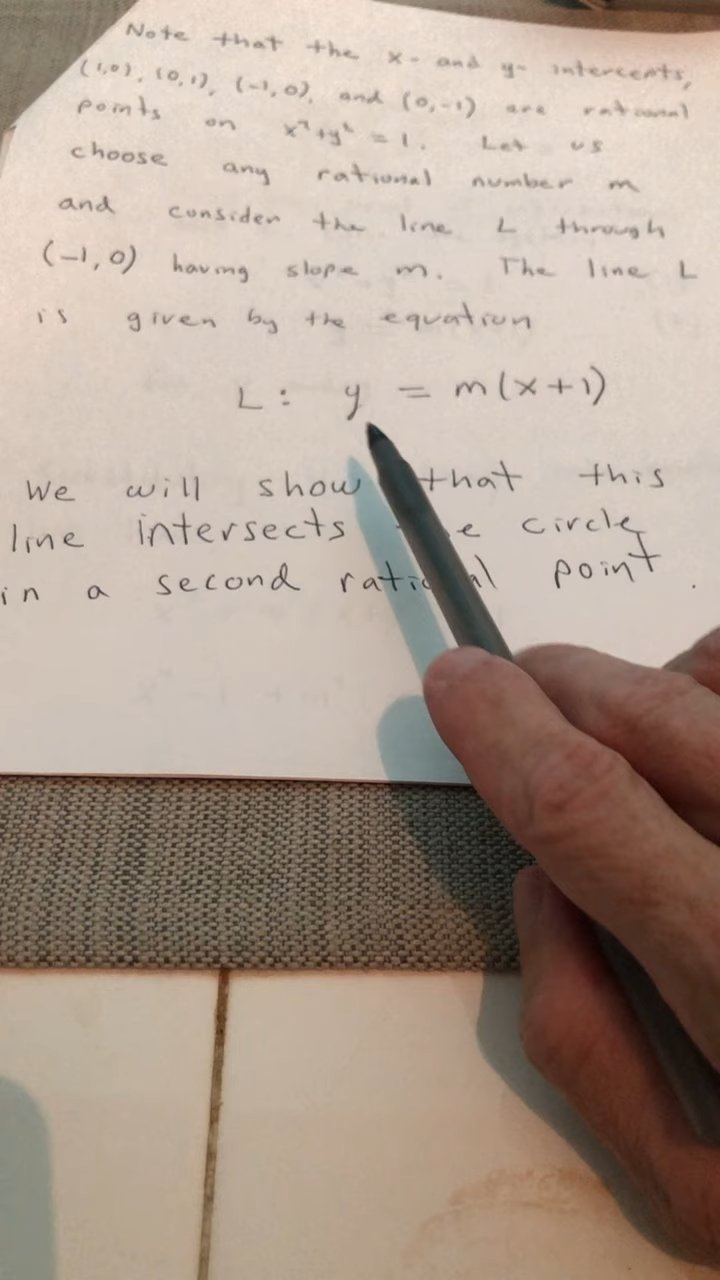 Note that the x- and y- intercepts,
(1,0), (0,1), (-1,0), and (0,-1) are rational
points on x²+y² = 1. Let us
choose any rational number m
and consider the line L through
(-1,0) having slope m. The line L
is given by the equation
L: y = m(x+1)
We will show that this
line intersects e circle
in a second rational point.